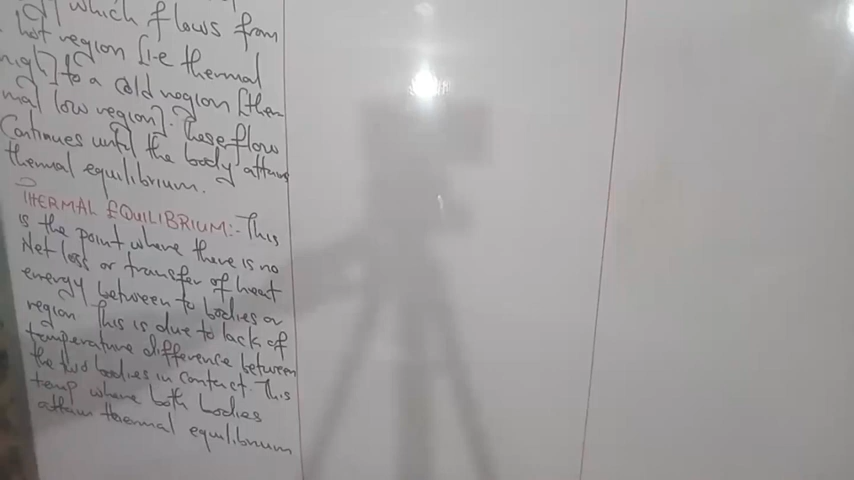 which flows from
hot region [i.e thermal
high] to a cold region [ther-
mal low region]. These flow
Continues until the body attains
thermal equilibrium.
THERMAL EQUILIBRIUM:- This
is the point where there is no
Net loss or transfer of heat
energy between to bodies or
region This is due to lack of
temperature difference between
the two bodies in contact. This
temp where both bodies
attain thermal equilibrium